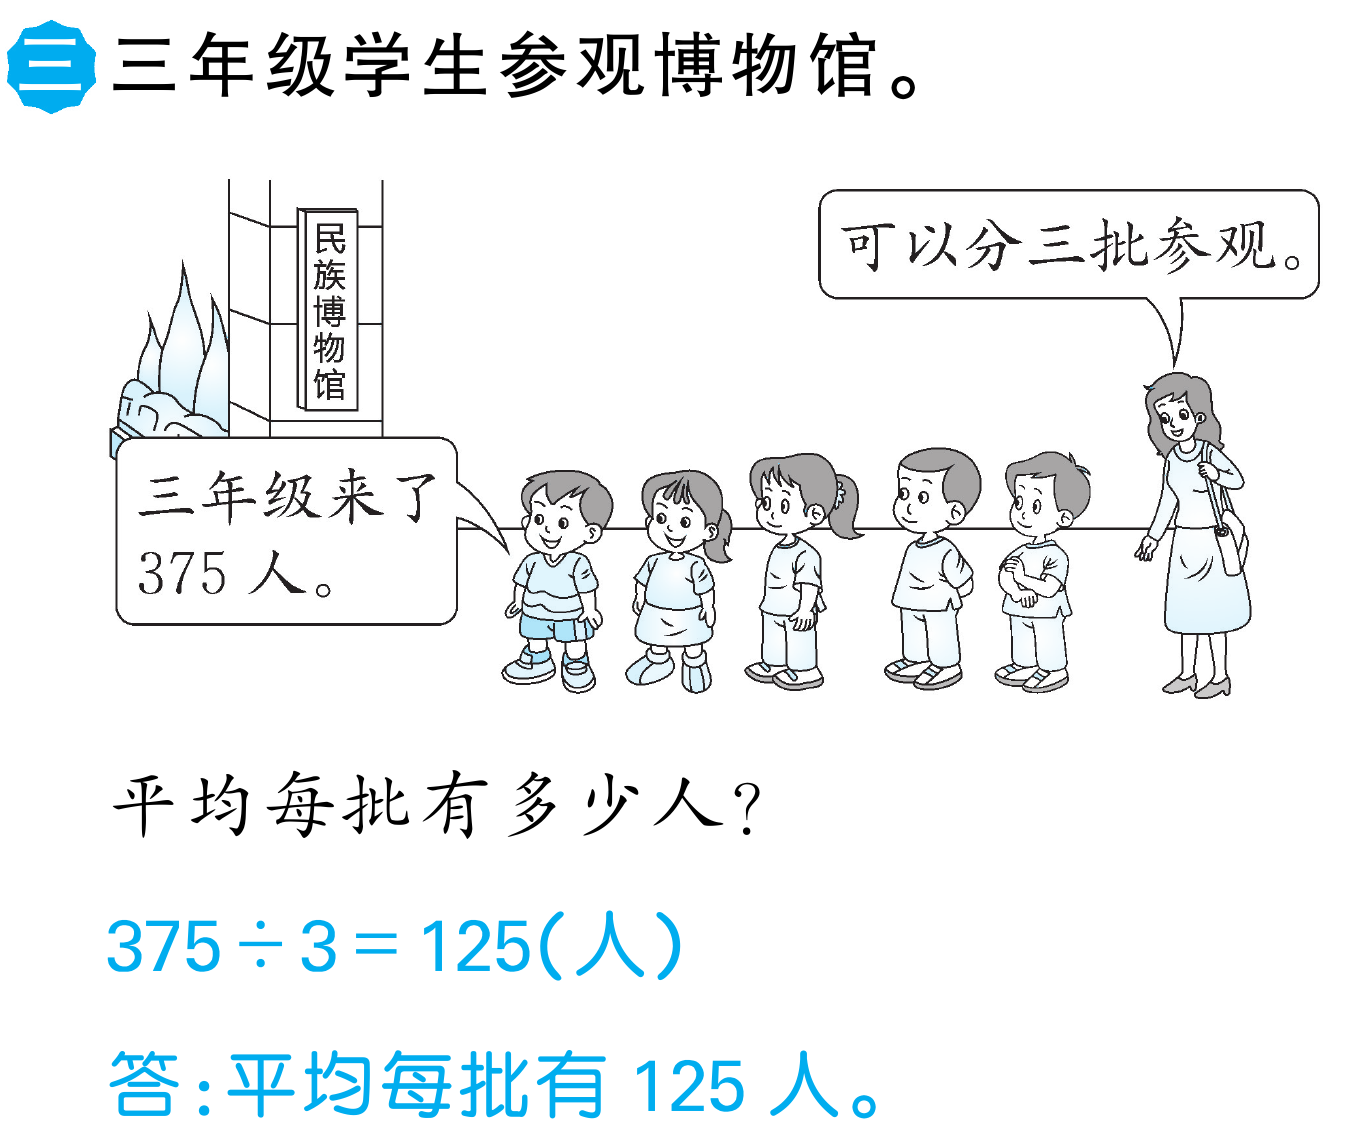 三 三年级学生参观博物馆。
民族博物馆
可以分三批参观。
三年级来了
375 人。
平均每批有多少人?
375÷3=125(人)
答:平均每批有 125 人。